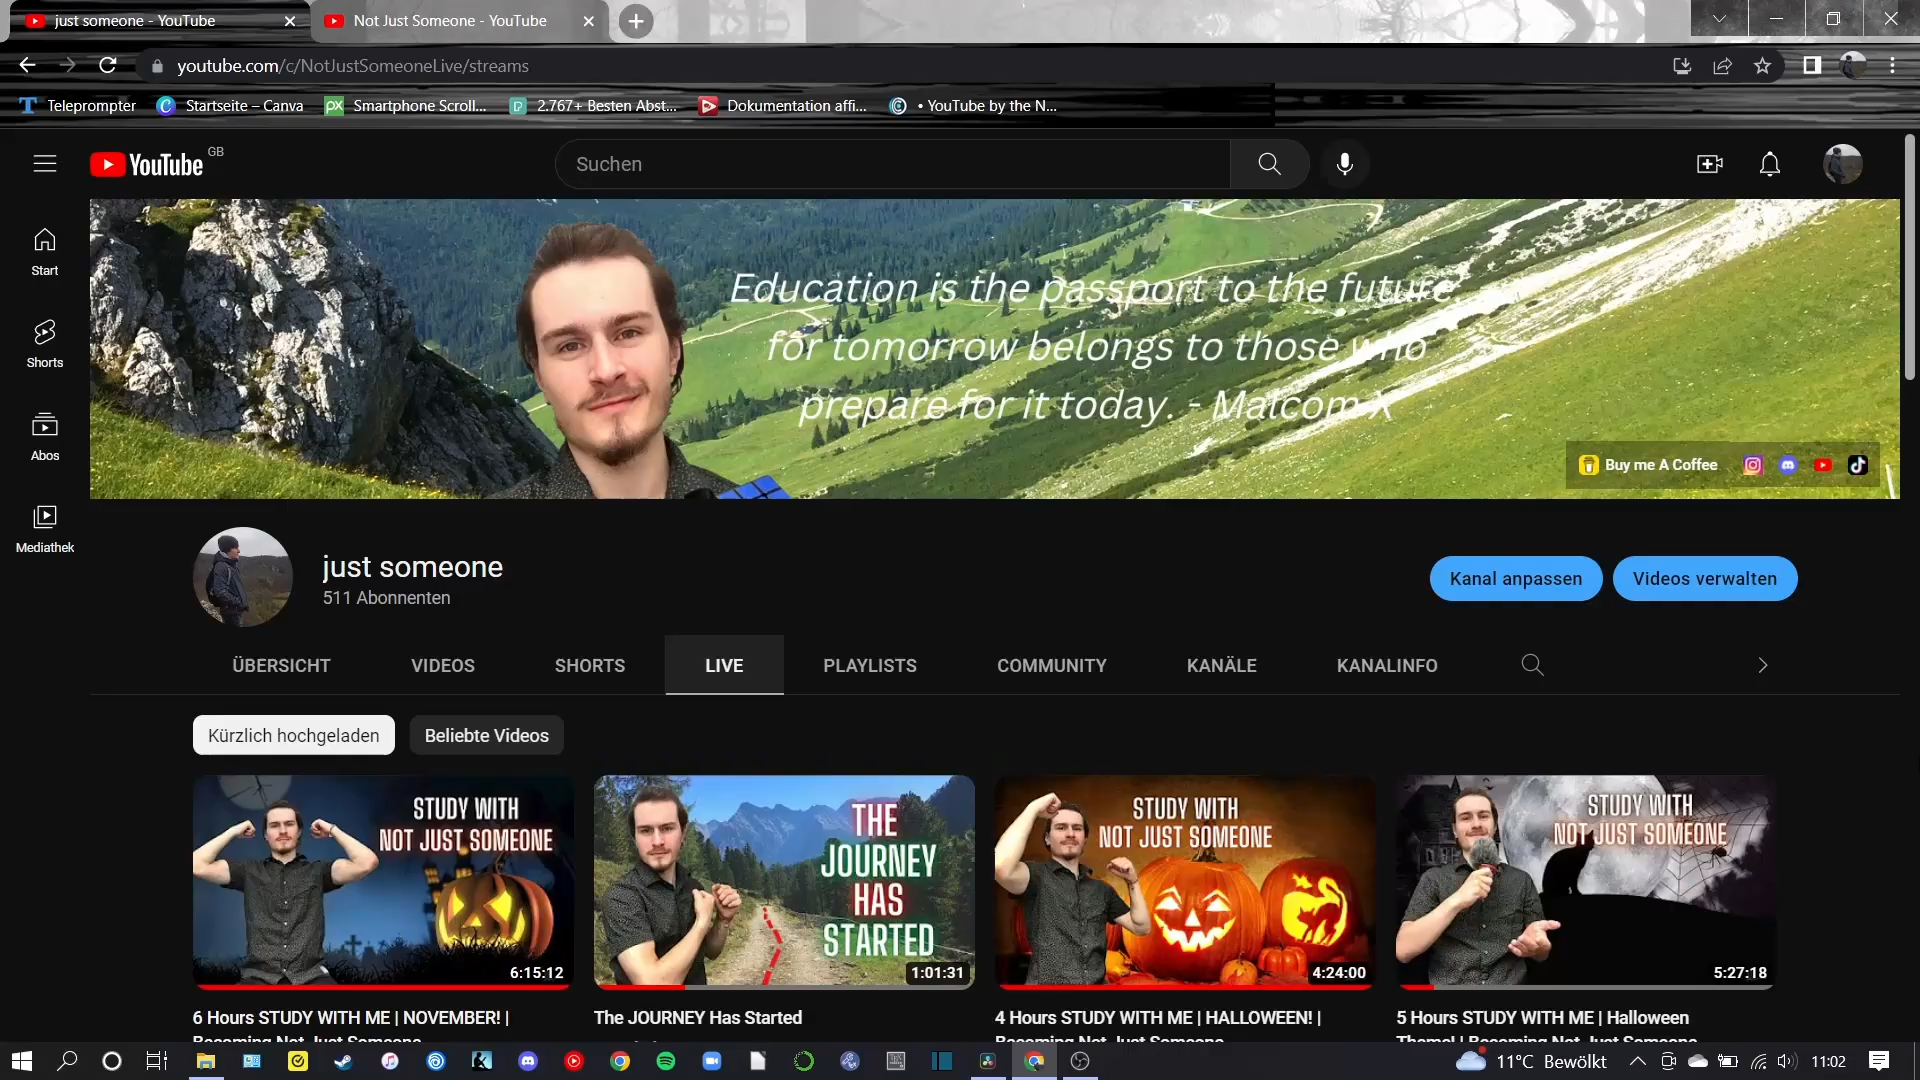 just someone - YouTube
Not Just Someone - YouTube
youtube.com/c/NotJustSomeoneLive/streams
Teleprompter
Startseite – Canva
Smartphone Scroll...
2.767+ Besten Abst...
Dokumentation affi...
• YouTube by the N...
YouTube GB
Suchen
Start
Shorts
Abos
Mediathek
Education is the passport to the future,
for tomorrow belongs to those who
prepare for it today. - Malcom X
Buy me A Coffee
just someone
511 Abonnenten
Kanal anpassen
Videos verwalten
ÜBERSICHT
VIDEOS
SHORTS
LIVE
PLAYLISTS
COMMUNITY
KANÄLE
KANALINFO
Kürzlich hochgeladen
Beliebte Videos
STUDY WITH
NOT JUST SOMEONE
6:15:12
THE
JOURNEY
HAS
STARTED
1:01:31
STUDY WITH
NOT JUST SOMEONE
4:24:00
STUDY WITH
NOT JUST SOMEONE
5:27:18
6 Hours STUDY WITH ME | NOVEMBER! |
Becoming Not Just Someone
The JOURNEY Has Started
4 Hours STUDY WITH ME | HALLOWEEN! |
Becoming Not Just Someone
5 Hours STUDY WITH ME | Halloween
Theme! | Becoming Not Just Someone
11°C Bewölkt
11:02